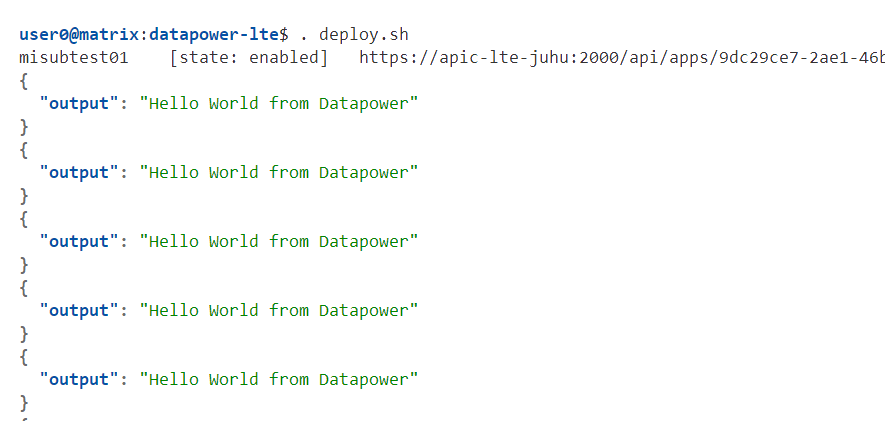 user0@matrix:datapower-lte$ . deploy.sh
misubtest01    [state: enabled]   https://apic-lte-juhu:2000/api/apps/9dc29ce7-2ae1-46b
{
  "output": "Hello World from Datapower"
}
{
  "output": "Hello World from Datapower"
}
{
  "output": "Hello World from Datapower"
}
{
  "output": "Hello World from Datapower"
}
{
  "output": "Hello World from Datapower"
}